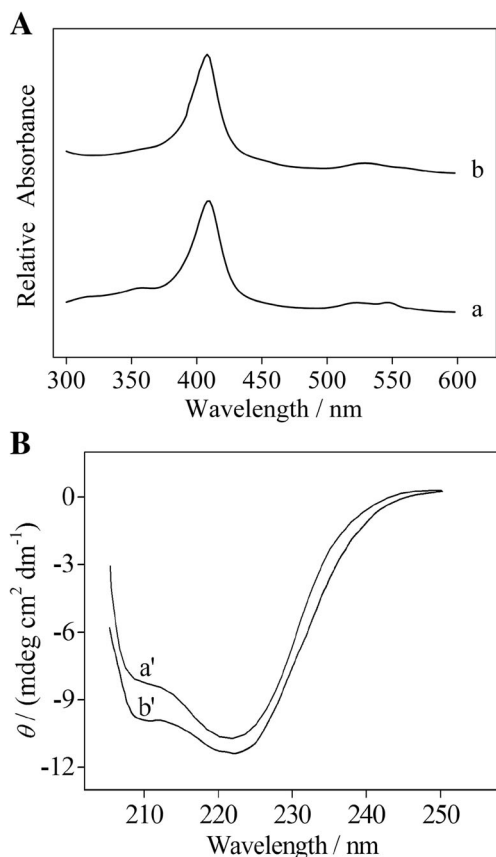 A
Relative Absorbance
b
a
300 350 400 450 500 550 600
Wavelength / nm
B
0
-3
-6
-9
-12
θ / (mdeg cm² dm⁻¹)
a'
b'
210 220 230 240 250
Wavelength / nm